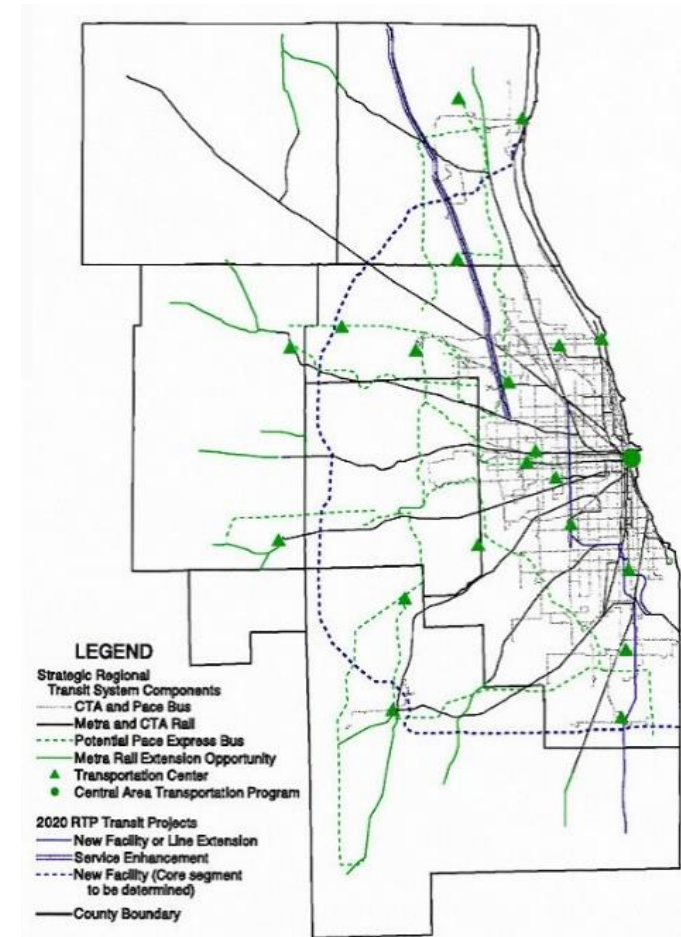 LEGEND
Strategic Regional
Transit System Components
CTA and Pace Bus
Metra and CTA Rail
Potential Pace Express Bus
Metra Rail Extension Opportunity
Transportation Center
Central Area Transportation Program
2020 RTP Transit Projects
New Facility or Line Extension
Service Enhancement
New Facility (Core segment
to be determined)
County Boundary